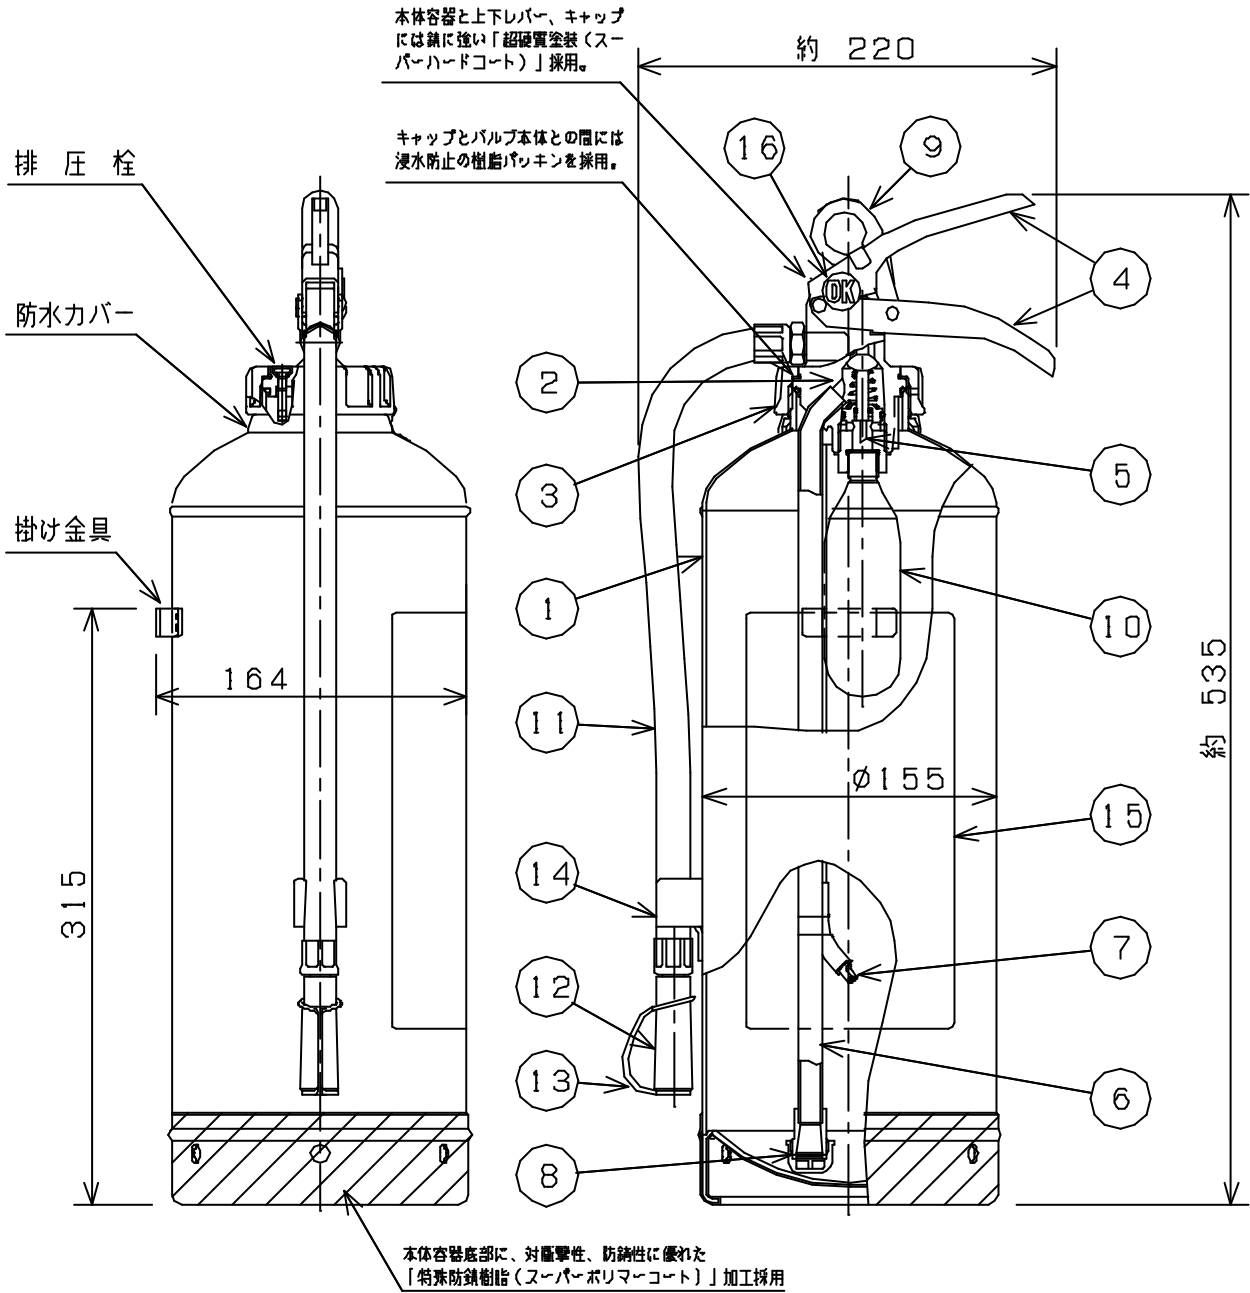 本体容器と上下レバー、キャップ
には錆に強い「超硬質塗装（スー
パーハードコート）」採用。
約 220
キャップとバルブ本体との間には
浸水防止の樹脂パッキンを採用。
16
9
排 圧 栓
4
OK
防水カバー
2
3
5
掛け金具
1
10
164
11
約 535
ø155
15
315
14
7
12
13
6
8
本体容器底部に、対衝撃性、防錆性に優れた
「特殊防錆樹脂（スーパーポリマーコート）」加工採用